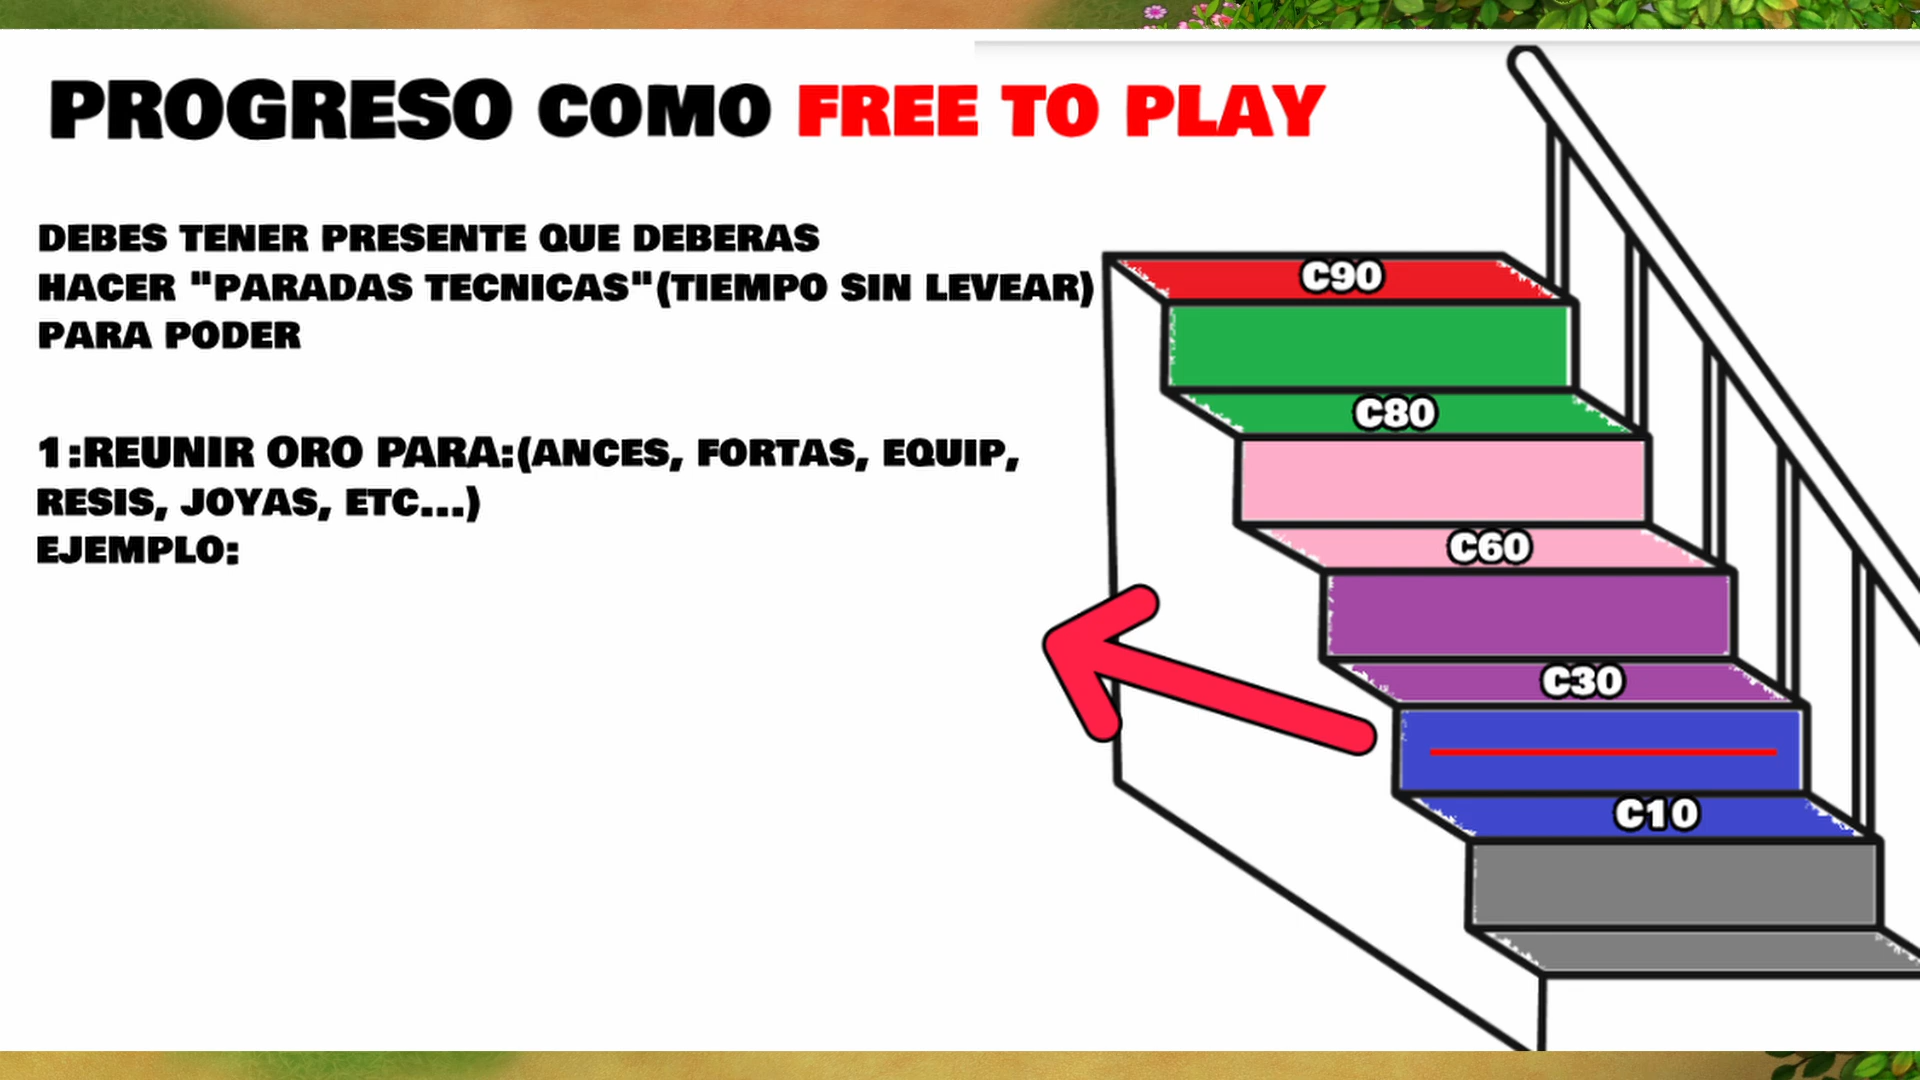 PROGRESO COMO FREE TO PLAY
DEBES TENER PRESENTE QUE DEBERAS
HACER "PARADAS TECNICAS"(TIEMPO SIN LEVEAR)
PARA PODER
1:REUNIR ORO PARA:(ANCES, FORTAS, EQUIP,
RESIS, JOYAS, ETC...)
EJEMPLO:
C90
C80
C60
C30
C10